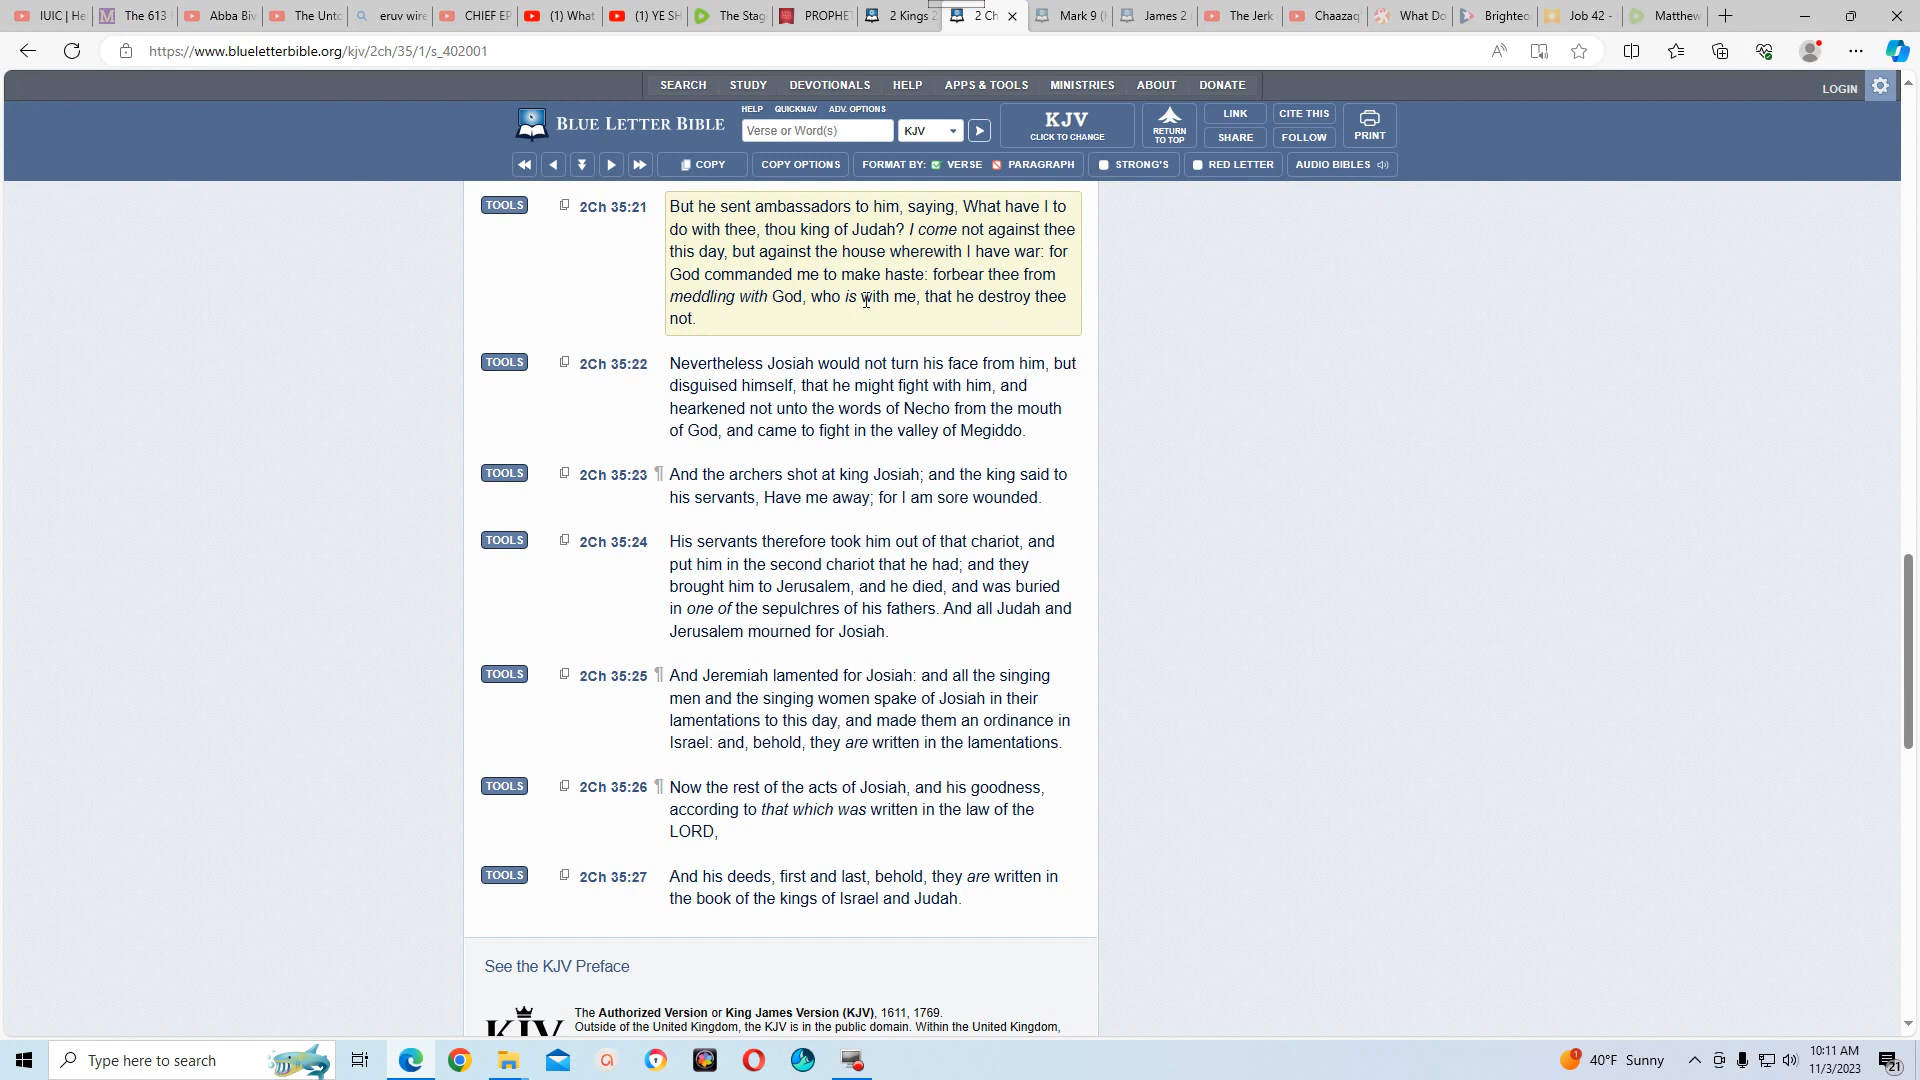 IUIC | He
The 613
Abba Biv
The Unto
eruv wire
CHIEF EP
(1) What
(1) YE SH
The Stag
PROPHE
2 Kings 2
2 Ch
Mark 9 (
James 2
The Jerk
Chaazaq
What Do
Brighteo
Job 42 -
Matthew
https://www.blueletterbible.org/kjv/2ch/35/1/s_402001
SEARCH STUDY DEVOTIONALS HELP APPS & TOOLS MINISTRIES ABOUT DONATE
LOGIN
HELP QUICKNAV ADV. OPTIONS
BLUE LETTER BIBLE
Verse or Word(s)
KJV
KJV
CLICK TO CHANGE
RETURN
TO TOP
LINK
CITE THIS
SHARE
FOLLOW
PRINT
COPY
COPY OPTIONS
FORMAT BY: VERSE PARAGRAPH
STRONG'S
RED LETTER
AUDIO BIBLES
TOOLS 2Ch 35:21 But he sent ambassadors to him, saying, What have I to
do with thee, thou king of Judah? I come not against thee
this day, but against the house wherewith I have war: for
God commanded me to make haste: forbear thee from
meddling with God, who is with me, that he destroy thee
not.
TOOLS 2Ch 35:22 Nevertheless Josiah would not turn his face from him, but
disguised himself, that he might fight with him, and
hearkened not unto the words of Necho from the mouth
of God, and came to fight in the valley of Megiddo.
TOOLS 2Ch 35:23 ¶ And the archers shot at king Josiah; and the king said to
his servants, Have me away; for I am sore wounded.
TOOLS 2Ch 35:24 His servants therefore took him out of that chariot, and
put him in the second chariot that he had; and they
brought him to Jerusalem, and he died, and was buried
in one of the sepulchres of his fathers. And all Judah and
Jerusalem mourned for Josiah.
TOOLS 2Ch 35:25 ¶ And Jeremiah lamented for Josiah: and all the singing
men and the singing women spake of Josiah in their
lamentations to this day, and made them an ordinance in
Israel: and, behold, they are written in the lamentations.
TOOLS 2Ch 35:26 ¶ Now the rest of the acts of Josiah, and his goodness,
according to that which was written in the law of the
LORD,
TOOLS 2Ch 35:27 And his deeds, first and last, behold, they are written in
the book of the kings of Israel and Judah.
See the KJV Preface
KJV
The Authorized Version or King James Version (KJV), 1611, 1769.
Outside of the United Kingdom, the KJV is in the public domain. Within the United Kingdom,
Type here to search
1
40°F Sunny
10:11 AM
11/3/2023
21